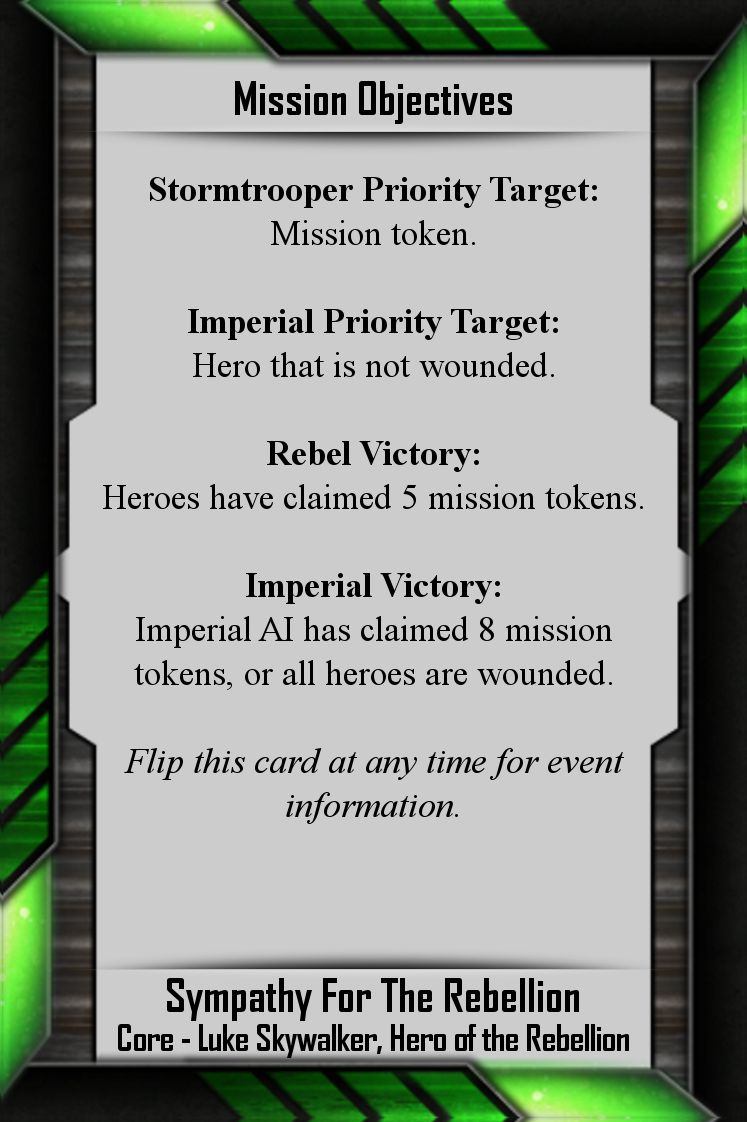 Mission Objectives
Stormtrooper Priority Target:
Mission token.
Imperial Priority Target:
Hero that is not wounded.
Rebel Victory:
Heroes have claimed 5 mission tokens.
Imperial Victory:
Imperial AI has claimed 8 mission
tokens, or all heroes are wounded.
Flip this card at any time for event
information.
Sympathy For The Rebellion
Core - Luke Skywalker, Hero of the Rebellion